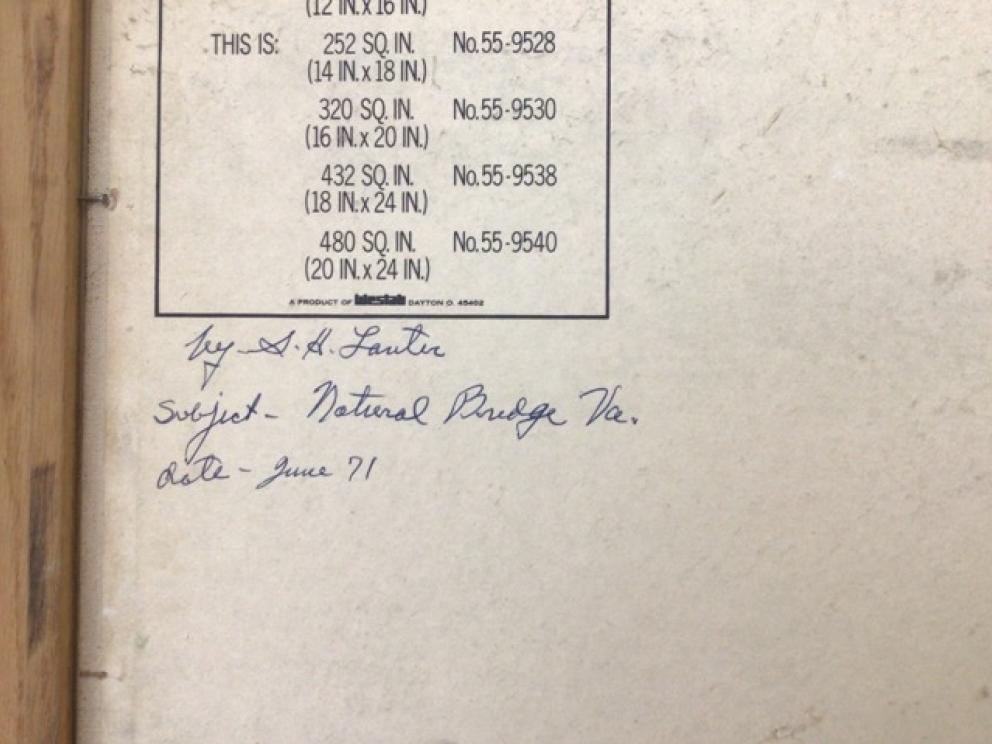 (12 IN. x 16 IN.)
THIS IS: 252 SQ. IN. No. 55-9528
(14 IN. x 18 IN.)
320 SQ. IN. No. 55-9530
(16 IN. x 20 IN.)
432 SQ. IN. No. 55-9538
(18 IN. x 24 IN.)
480 SQ. IN. No. 55-9540
(20 IN. x 24 IN.)
A PRODUCT OF Westab DAYTON O. 45402
by - S. H. Lauter
Subject - Natural Bridge Va.
date - June 71